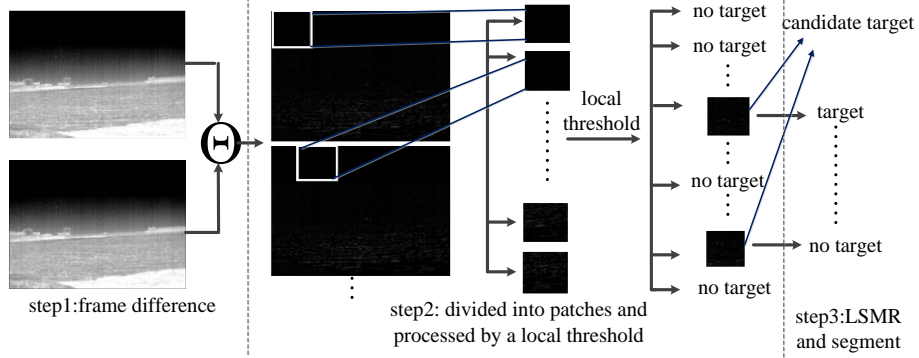 Θ
local
threshold
no target
no target
no target
no target
candidate target
target
no target
step1:frame difference
step2: divided into patches and
processed by a local threshold
step3:LSMR
and segment